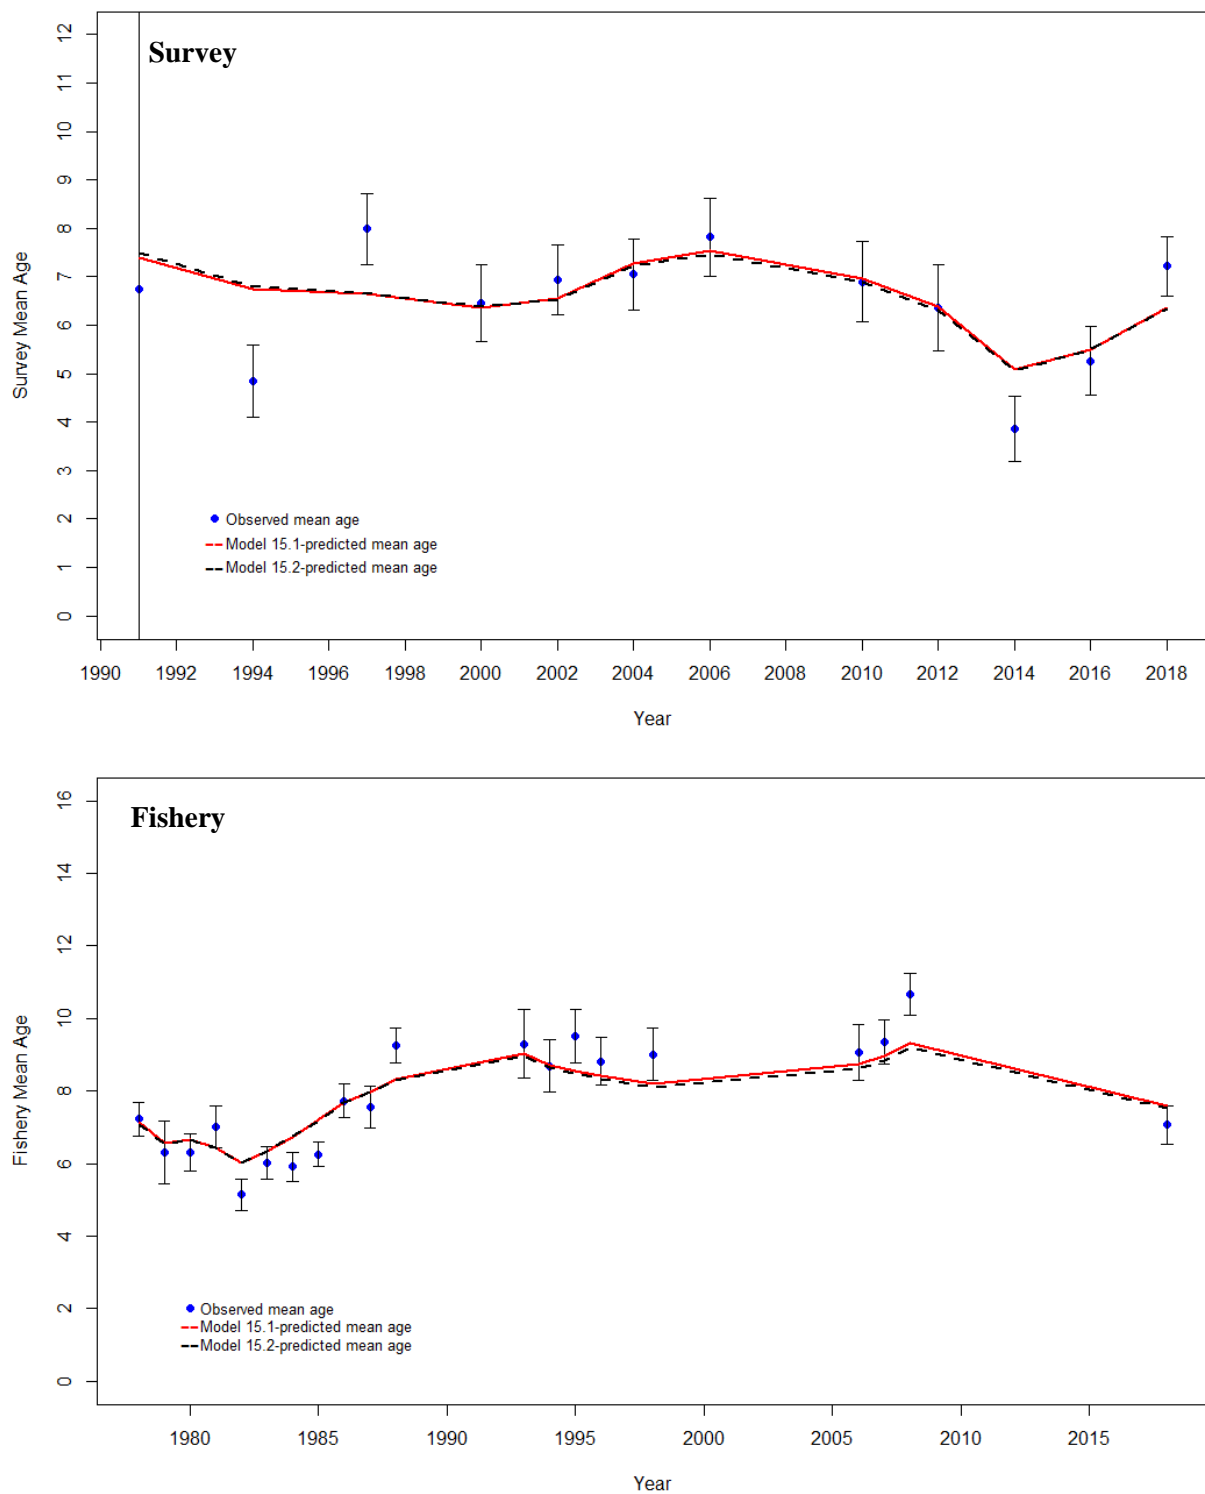 Survey
12
11
10
9
8
7
6
5
4
3
2
1
0
Survey Mean Age
Observed mean age
Model 15.1-predicted mean age
Model 15.2-predicted mean age
1990 1992 1994 1996 1998 2000 2002 2004 2006 2008 2010 2012 2014 2016 2018
Year
Fishery
16
14
12
10
8
6
4
2
0
Fishery Mean Age
Observed mean age
Model 15.1-predicted mean age
Model 15.2-predicted mean age
1980 1985 1990 1995 2000 2005 2010 2015
Year